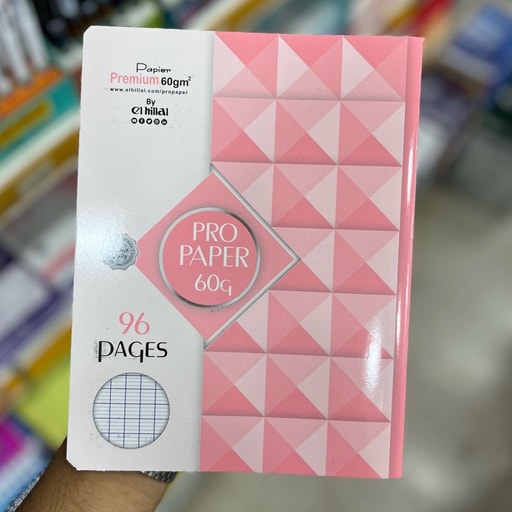 Papier
Premium 60gm²
www.elhillal.com/propaper
By
el hillal
PRO
PAPER
60g
96
PAGES